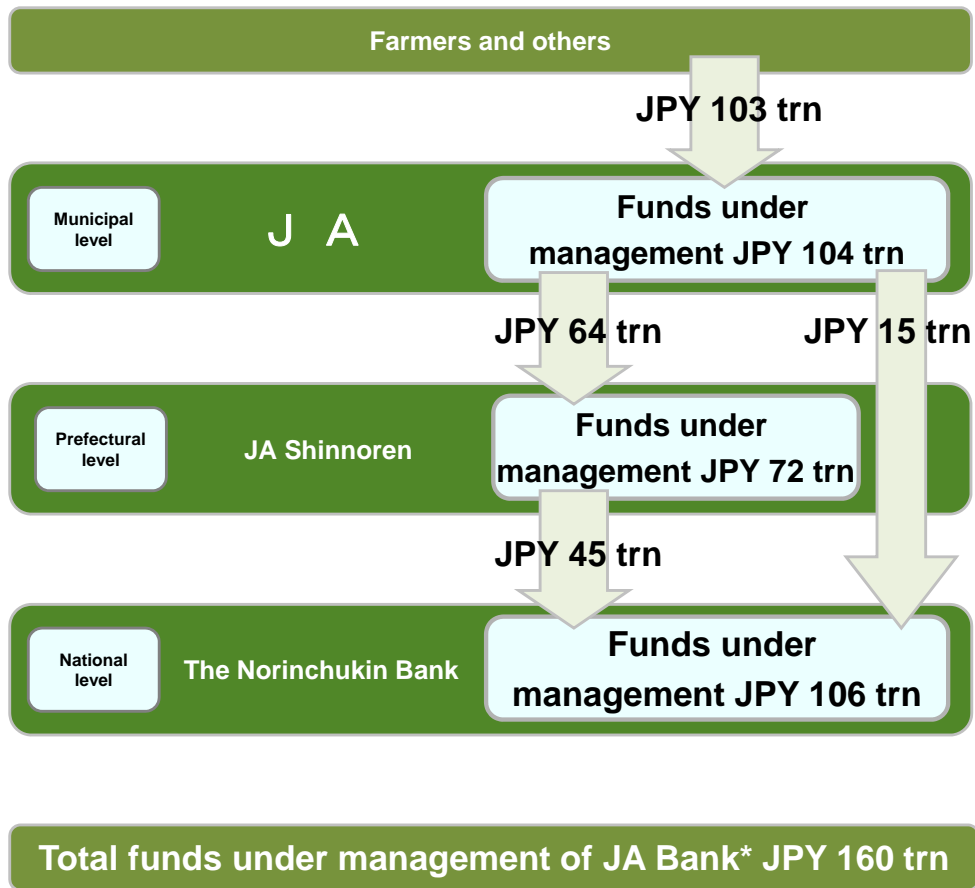 Farmers and others
JPY 103 trn
Municipal
level
J A
Funds under
management JPY 104 trn
JPY 64 trn
JPY 15 trn
Prefectural
level
JA Shinnoren
Funds under
management JPY 72 trn
JPY 45 trn
National
level
The Norinchukin Bank
Funds under
management JPY 106 trn
Total funds under management of JA Bank* JPY 160 trn